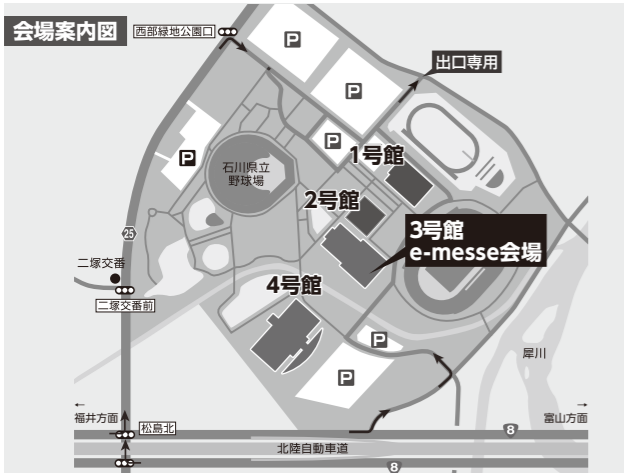 会場案内図
西部緑地公園口
P
P
出口専用
P
P
1号館
石川県立
野球場
2号館
3号館
e-messe会場
25
二塚交番
二塚交番前
4号館
P
P
犀川
←
福井方面
→
富山方面
松島北
8
北陸自動車道
8